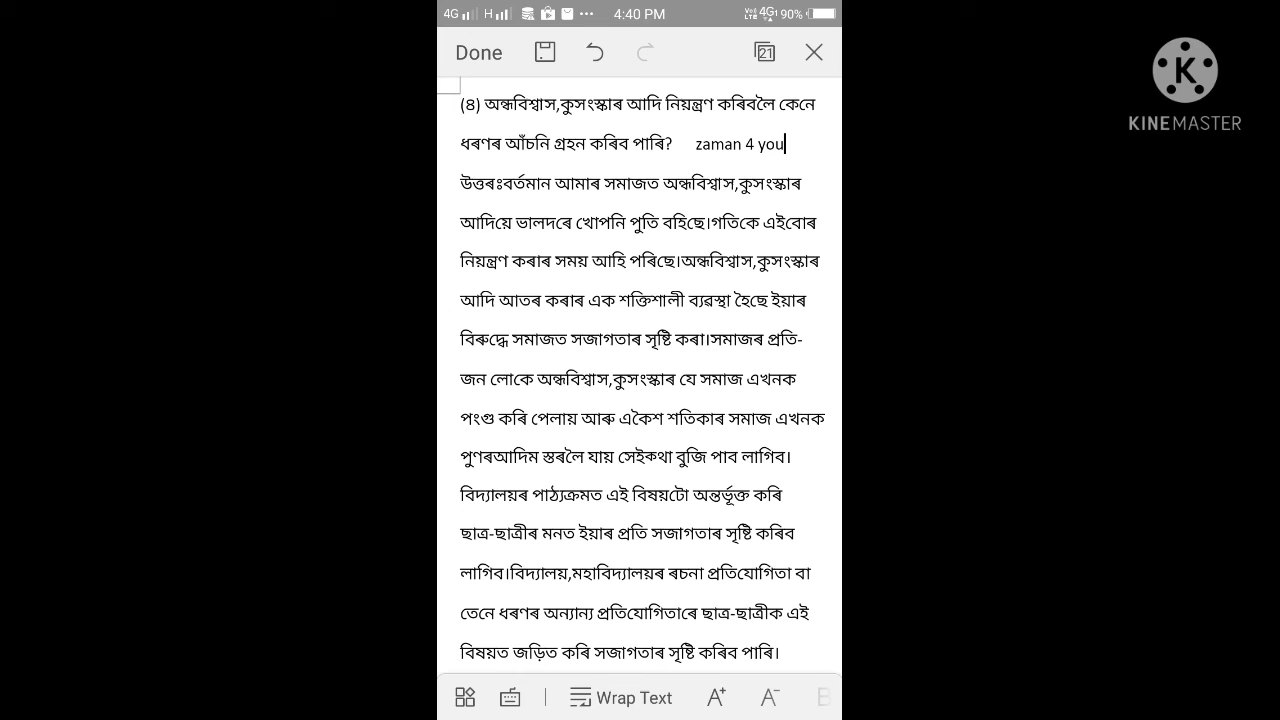 4G H 4:40 PM VoLTE 4G 90%
Done 21
K
KINEMASTER
(৪) অন্ধবিশ্বাস,কুসংস্কাৰ আদি নিয়ন্ত্ৰণ কৰিবলৈ কেনে
ধৰণৰ আঁচনি গ্ৰহন কৰিব পাৰি? zaman 4 you
উত্তৰঃবৰ্তমান আমাৰ সমাজত অন্ধবিশ্বাস,কুসংস্কাৰ
আদিয়ে ভালদৰে খোপনি পুতি বহিছে।গতিকে এইবোৰ
নিয়ন্ত্ৰণ কৰাৰ সময় আহি পৰিছে।অন্ধবিশ্বাস,কুসংস্কাৰ
আদি আতৰ কৰাৰ এক শক্তিশালী ব্যৱস্থা হৈছে ইয়াৰ
বিৰুদ্ধে সমাজত সজাগতাৰ সৃষ্টি কৰা।সমাজৰ প্ৰতি-
জন লোকে অন্ধবিশ্বাস,কুসংস্কাৰ যে সমাজ এখনক
পংগু কৰি পেলায় আৰু একৈশ শতিকাৰ সমাজ এখনক
পুণৰআদিম স্তৰলৈ যায় সেইকথা বুজি পাব লাগিব।
বিদ্যালয়ৰ পাঠ্যক্ৰমত এই বিষয়টো অন্তৰ্ভূক্ত কৰি
ছাত্ৰ-ছাত্ৰীৰ মনত ইয়াৰ প্ৰতি সজাগতাৰ সৃষ্টি কৰিব
লাগিব।বিদ্যালয়,মহাবিদ্যালয়ৰ ৰচনা প্ৰতিযোগিতা বা
তেনে ধৰণৰ অন্যান্য প্ৰতিযোগিতাৰে ছাত্ৰ-ছাত্ৰীক এই
বিষয়ত জড়িত কৰি সজাগতাৰ সৃষ্টি কৰিব পাৰি।
Wrap Text A+ A- B